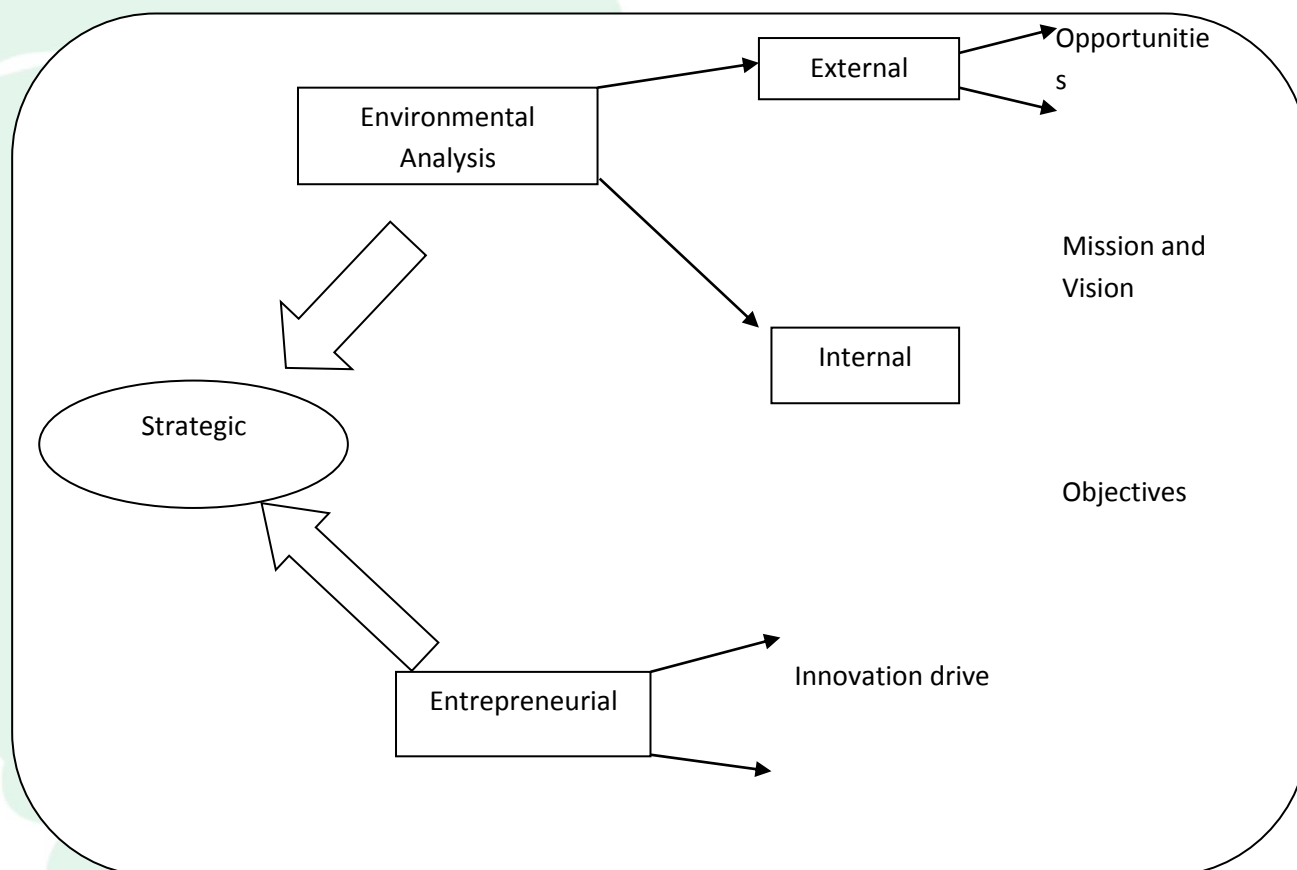 Opportunitie
s
External
Environmental
Analysis
Mission and
Vision
Internal
Strategic
Objectives
Innovation drive
Entrepreneurial